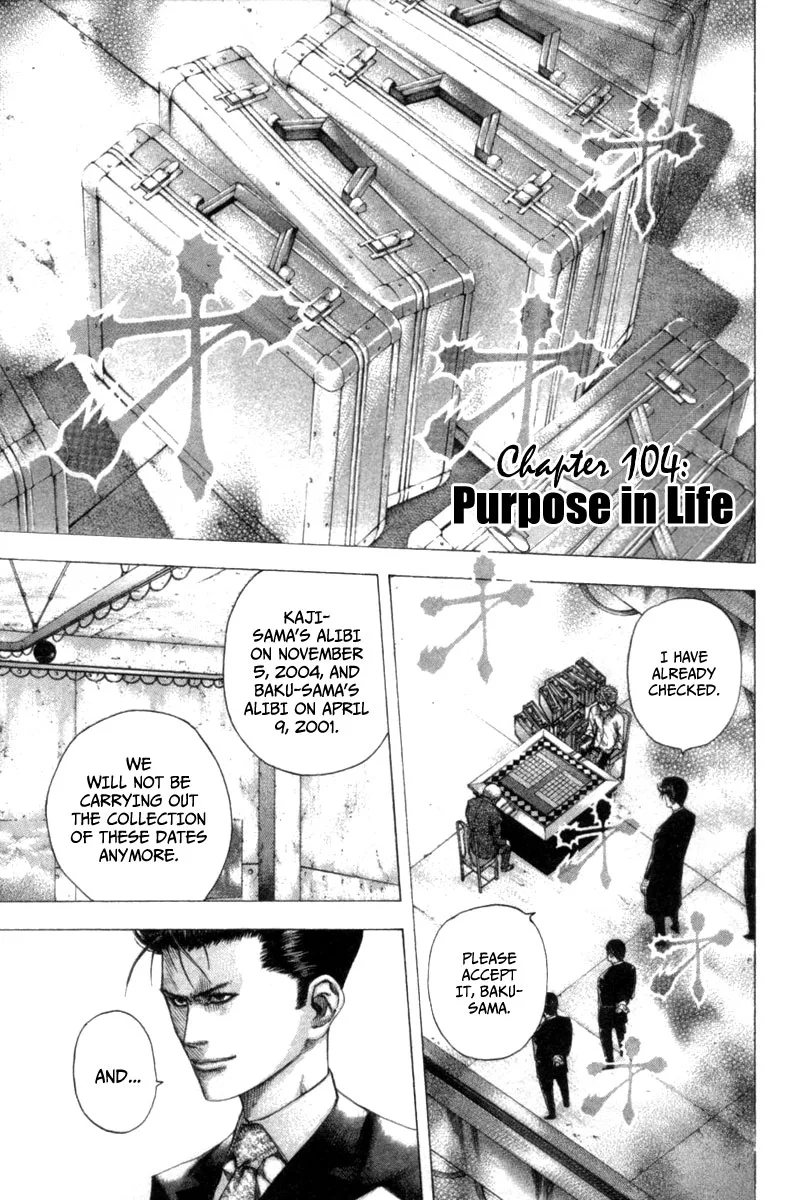 Chapter 104:
Purpose in Life
I HAVE
ALREADY
CHECKED.
PLEASE
ACCEPT
IT, BAKU-
SAMA.
KAJI-
SAMA'S ALIBI
ON NOVEMBER
5, 2004, AND
BAKU-SAMA'S
ALIBI ON APRIL
9, 2001.
WE
WILL NOT BE
CARRYING OUT
THE COLLECTION
OF THESE DATES
ANYMORE.
AND...